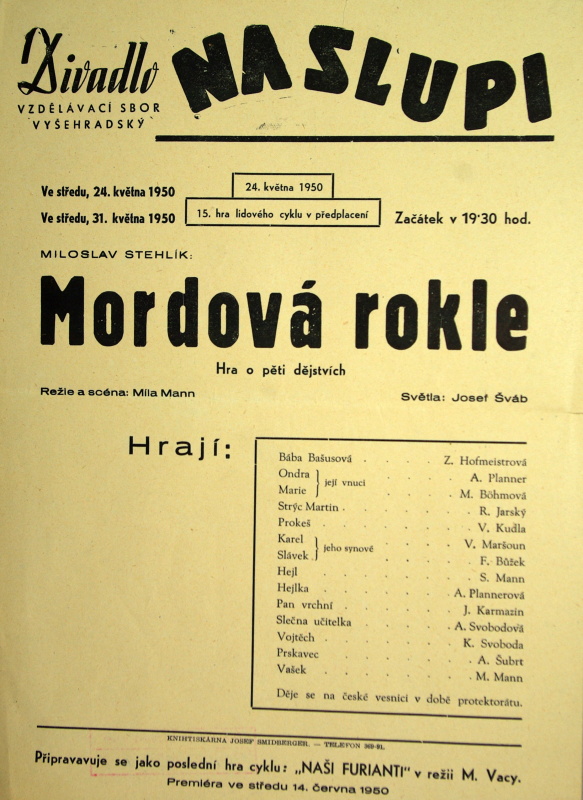 Divadlo NA SLUPI
VZDĚLÁVACÍ SBOR
VYŠEHRADSKÝ
Ve středu, 24. května 1950
24. května 1950
Ve středu, 31. května 1950
15. hra lidového cyklu v předplacení
Začátek v 19·30 hod.
MILOSLAV STEHLÍK:
Mordová rokle
Hra o pěti dějstvích
Režie a scéna: Míla Mann
Světla: Josef Šváb
Hrají:
Bába Bašusová . . . . Z. Hofmeistrová
Ondra } její vnuci . . . . A. Planner
Marie . . . . M. Böhmová
Strýc Martin . . . . R. Jarský
Prokeš . . . . V. Kudla
Karel } jeho synové . . . . V. Maršoun
Slávek . . . . F. Bůžek
Hejl . . . . S. Mann
Hejlka . . . . A. Plannerová
Pan vrchní . . . . J. Karmazin
Slečna učitelka . . . . A. Svobodová
Vojtěch . . . . K. Svoboda
Prskavec . . . . A. Šubrt
Vašek . . . . M. Mann
Děje se na české vesnici v době protektorátu.
KNIHTISKÁRNA JOSEF SMIDBERGER. — TELEFON
Připravuje se jako poslední hra cyklu: „NAŠI FURIANTI" v režii M. Vacy.
Premiéra ve středu 14. června 1950